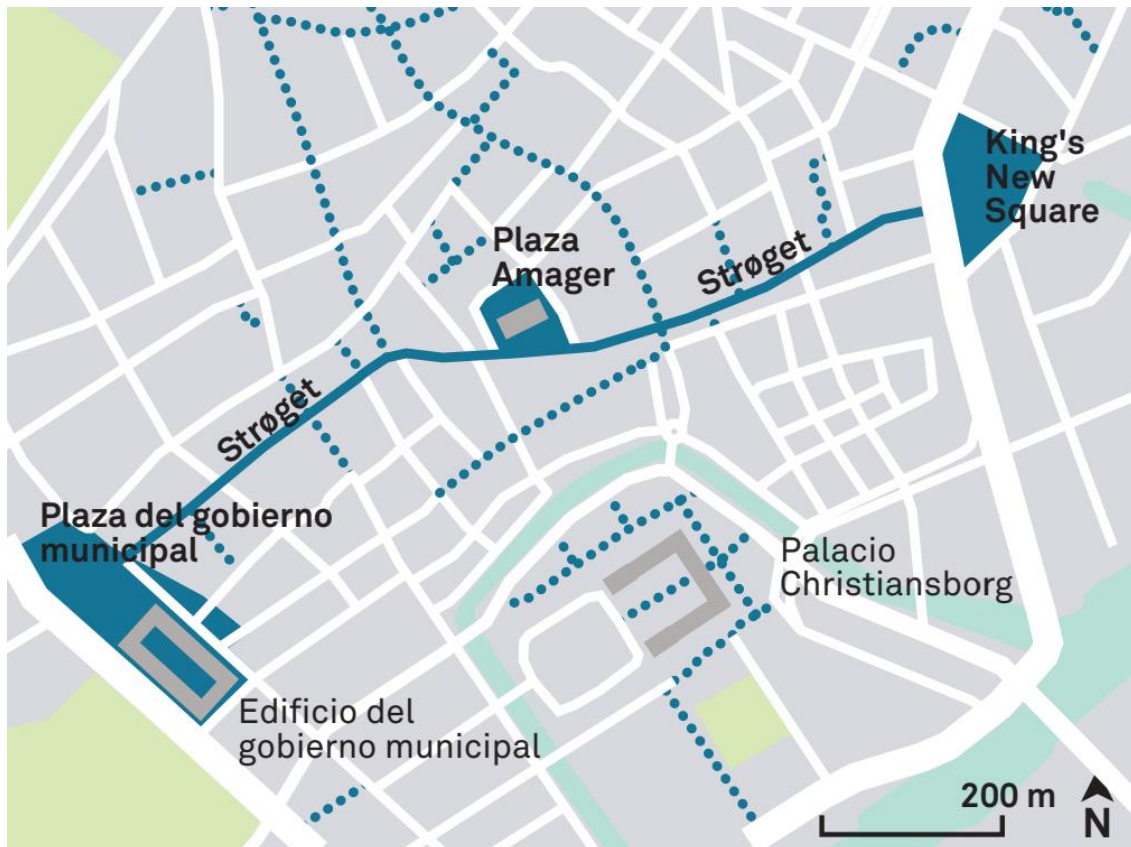 King's
New
Square
Plaza
Amager
Strøget
Strøget
Plaza del gobierno
municipal
Palacio
Christiansborg
Edificio del
gobierno municipal
200 m
N